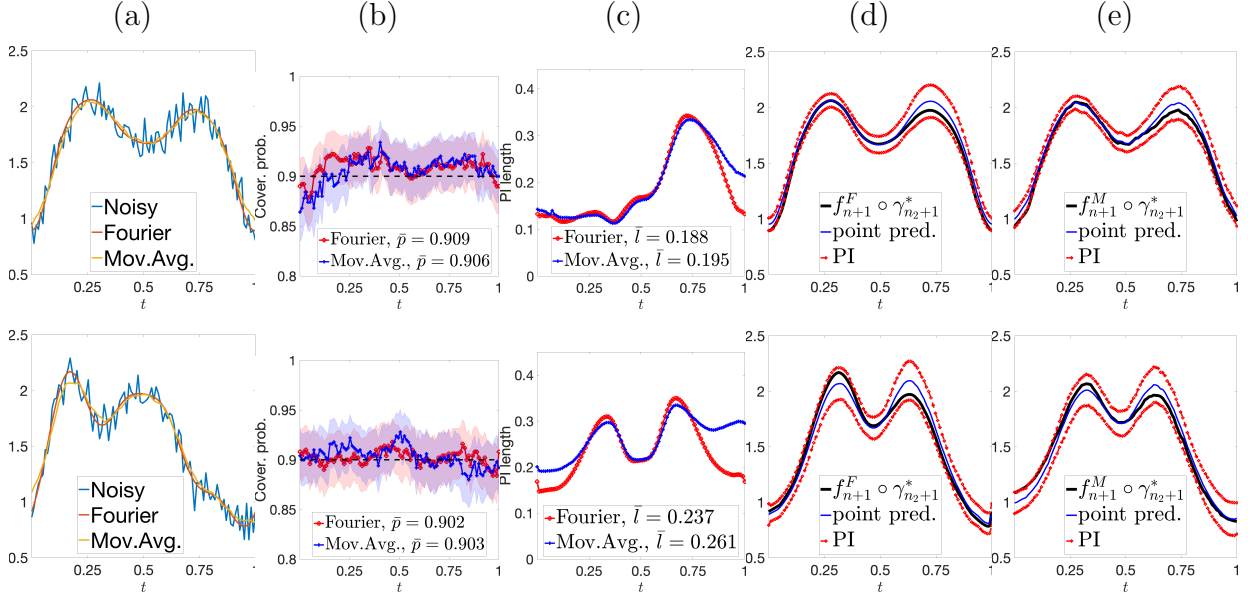 (a) (b) (c) (d) (e)
2.5
2
1.5
1
0.5
0.25 0.5 0.75 1
t
Noisy
Fourier
Mov.Avg.
Cover. prob.
1
0.95
0.9
0.85
0.8
0.25 0.5 0.75 1
t
Fourier, p̄ = 0.909
Mov.Avg., p̄ = 0.906
PI length
0.4
0.3
0.2
0.1
0
0.25 0.5 0.75 1
t
Fourier, l̄ = 0.188
Mov.Avg., l̄ = 0.195
2.5
2
1.5
1
0.5
0.25 0.5 0.75 1
t
f^F_{n+1} ∘ γ*_{n_2+1}
point pred.
PI
2.5
2
1.5
1
0.5
0.25 0.5 0.75 1
t
f^M_{n+1} ∘ γ*_{n_2+1}
point pred.
PI
2.5
2
1.5
1
0.5
0.25 0.5 0.75 1
t
Noisy
Fourier
Mov.Avg.
Cover. prob.
1
0.95
0.9
0.85
0.8
0.25 0.5 0.75 1
t
Fourier, p̄ = 0.902
Mov.Avg., p̄ = 0.903
PI length
0.4
0.3
0.2
0.1
0
0.25 0.5 0.75 1
t
Fourier, l̄ = 0.237
Mov.Avg., l̄ = 0.261
2.5
2
1.5
1
0.5
0.25 0.5 0.75 1
t
f^F_{n+1} ∘ γ*_{n_2+1}
point pred.
PI
2.5
2
1.5
1
0.5
0.25 0.5 0.75 1
t
f^M_{n+1} ∘ γ*_{n_2+1}
point pred.
PI